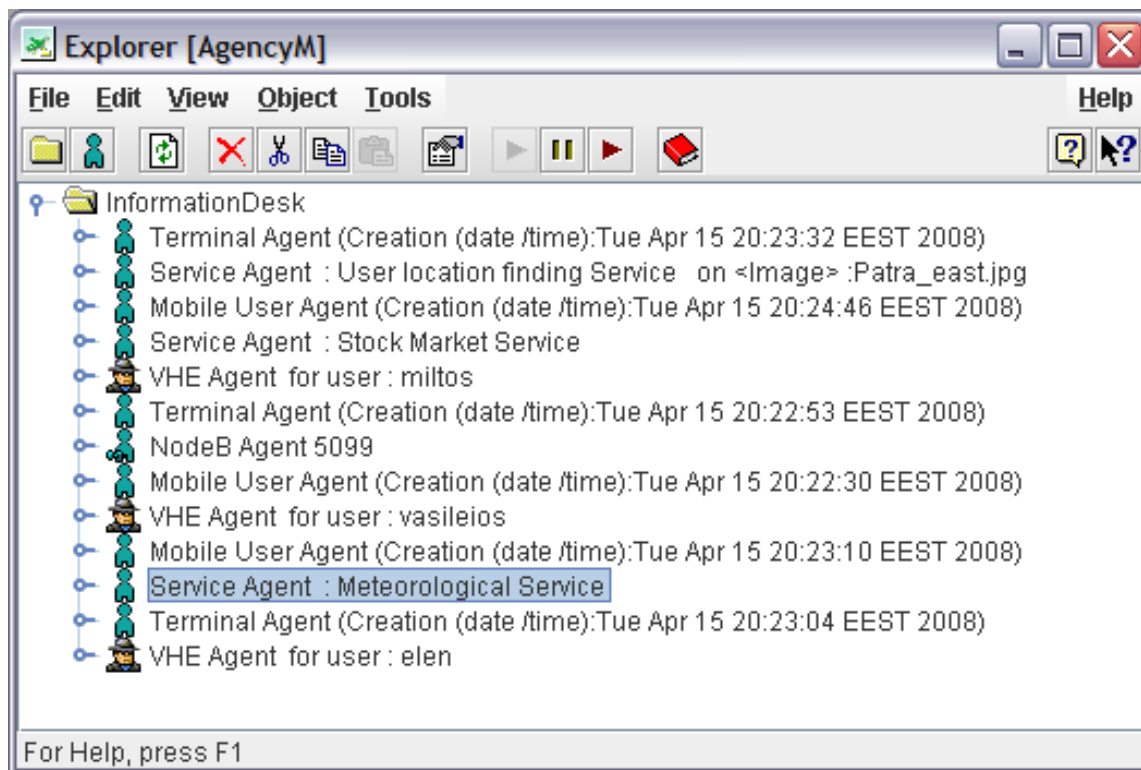 Explorer [AgencyM]
File Edit View Object Tools Help
InformationDesk
Terminal Agent (Creation (date /time):Tue Apr 15 20:23:32 EEST 2008)
Service Agent : User location finding Service on <Image> :Patra_east.jpg
Mobile User Agent (Creation (date /time):Tue Apr 15 20:24:46 EEST 2008)
Service Agent : Stock Market Service
VHE Agent for user : miltos
Terminal Agent (Creation (date /time):Tue Apr 15 20:22:53 EEST 2008)
NodeB Agent 5099
Mobile User Agent (Creation (date /time):Tue Apr 15 20:22:30 EEST 2008)
VHE Agent for user : vasileios
Mobile User Agent (Creation (date /time):Tue Apr 15 20:23:10 EEST 2008)
Service Agent : Meteorological Service
Terminal Agent (Creation (date /time):Tue Apr 15 20:23:04 EEST 2008)
VHE Agent for user : elen
For Help, press F1